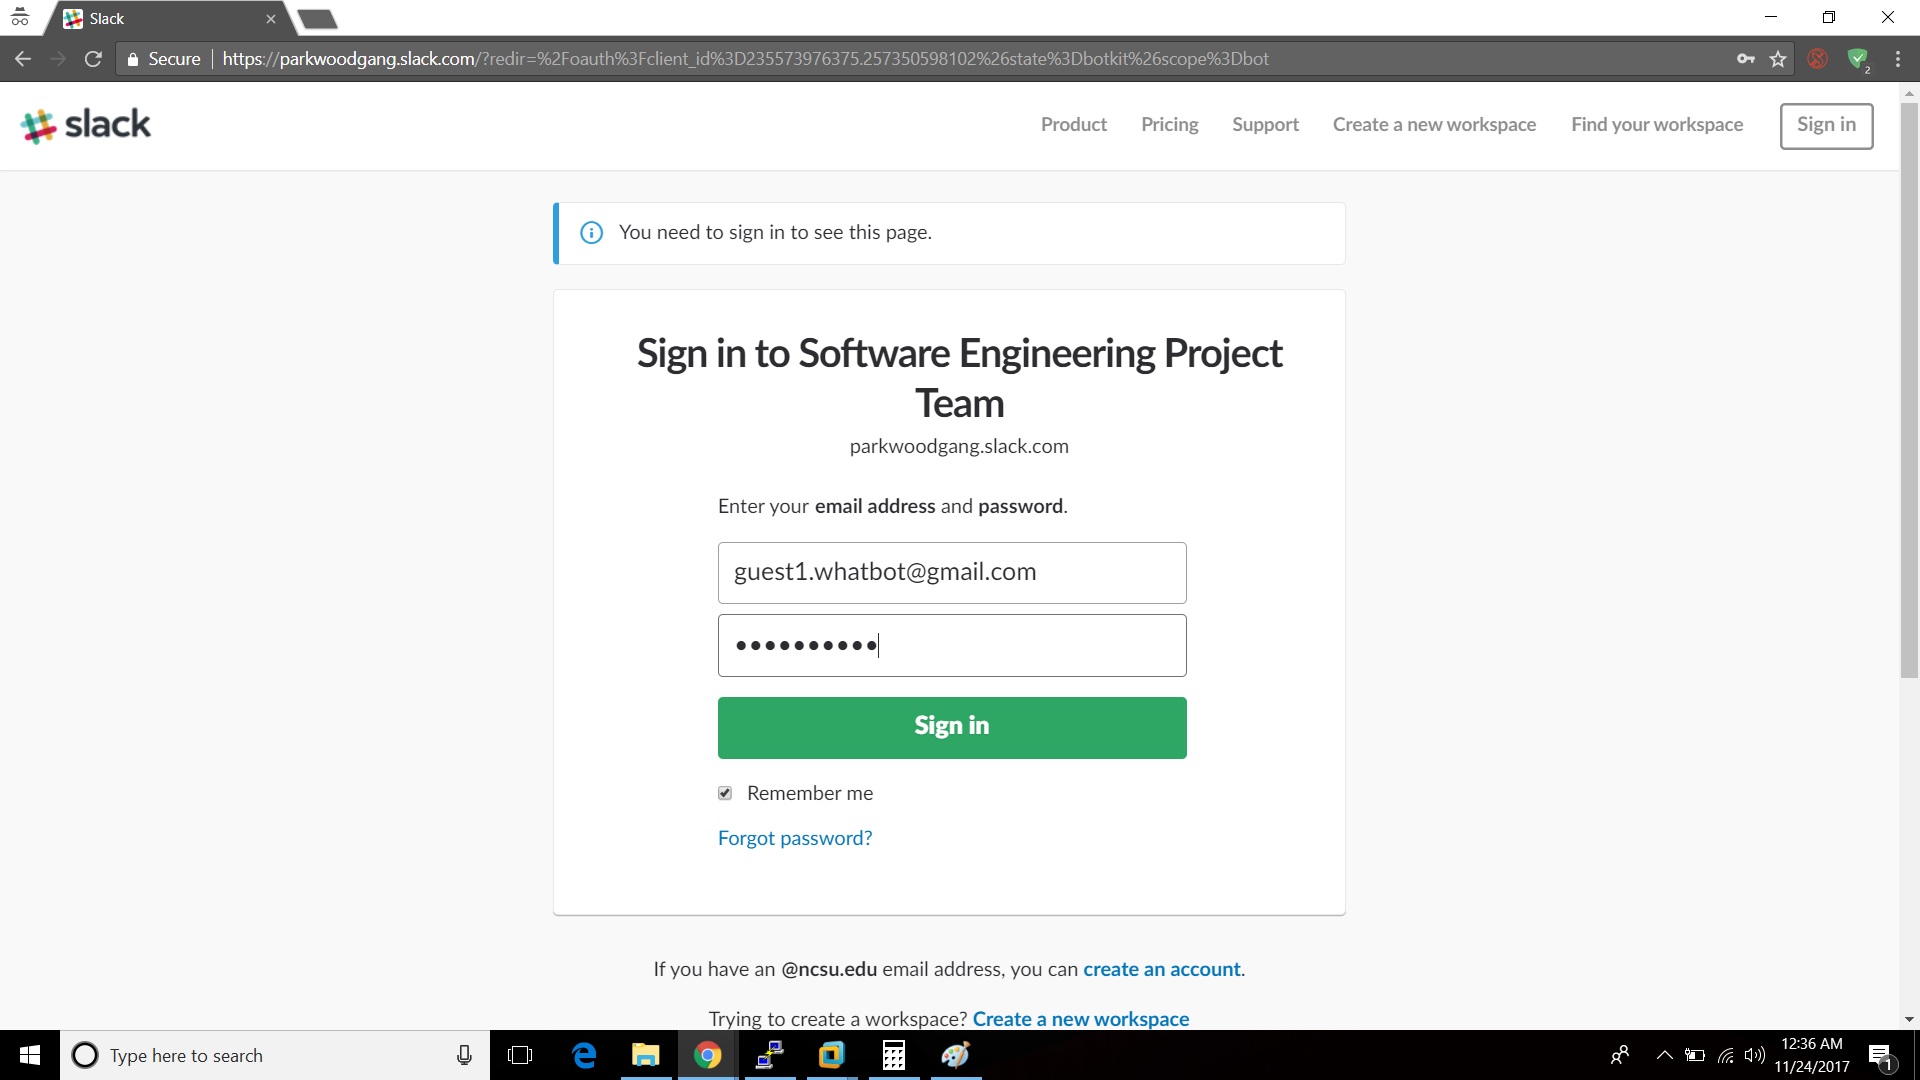 Slack
Secure
https://parkwoodgang.slack.com/?redir=%2Foauth%3Fclient_id%3D235573976375.257350598102%26state%3Dbotkit%26scope%3Dbot
2
slack
Product
Pricing
Support
Create a new workspace
Find your workspace
Sign in
You need to sign in to see this page.
Sign in to Software Engineering Project
Team
parkwoodgang.slack.com
Enter your email address and password.
guest1.whatbot@gmail.com
••••••••••
Sign in
Remember me
Forgot password?
If you have an @ncsu.edu email address, you can create an account.
Trying to create a workspace? Create a new workspace
Type here to search
12:36 AM
11/24/2017
1